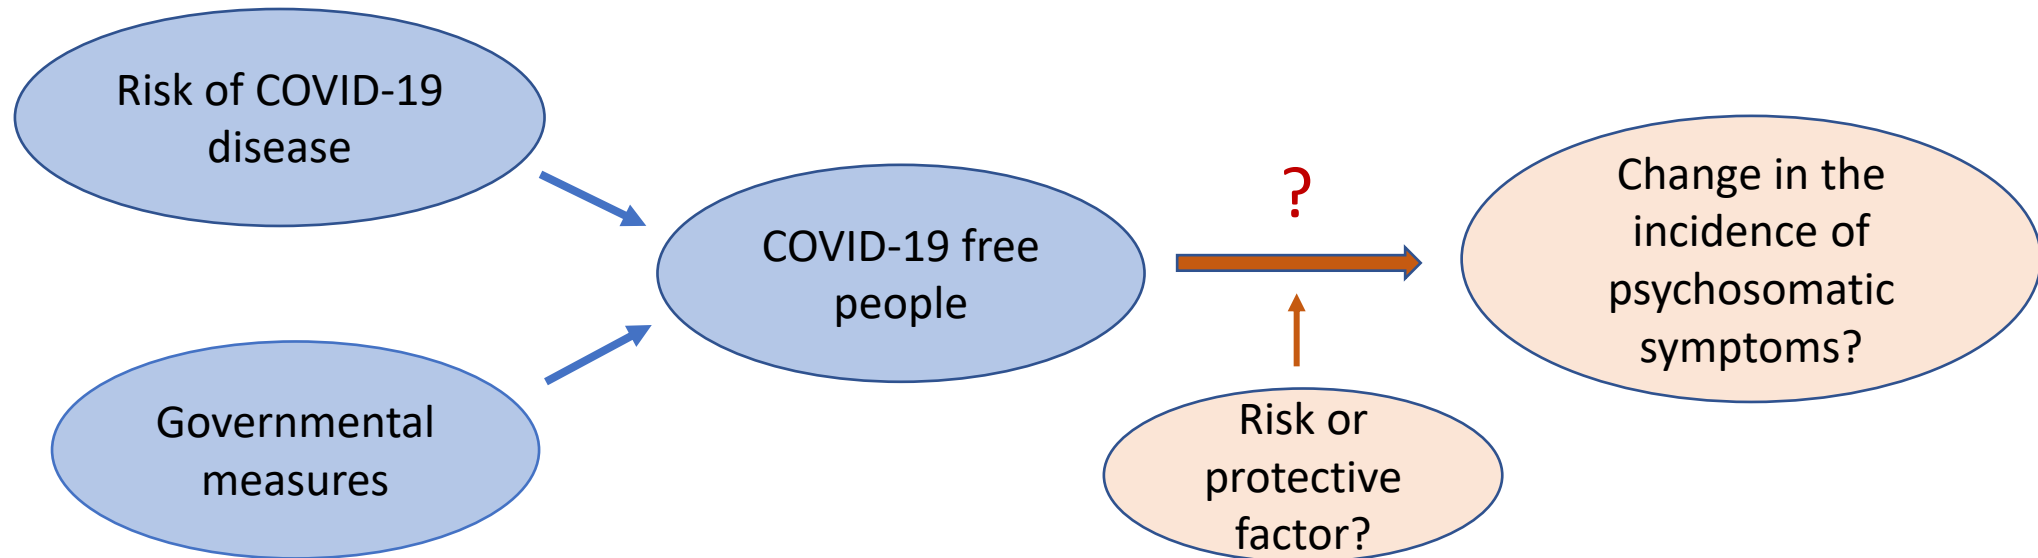 Risk of COVID-19
disease
Governmental
measures
COVID-19 free
people
?
Risk or
protective
factor?
Change in the
incidence of
psychosomatic
symptoms?